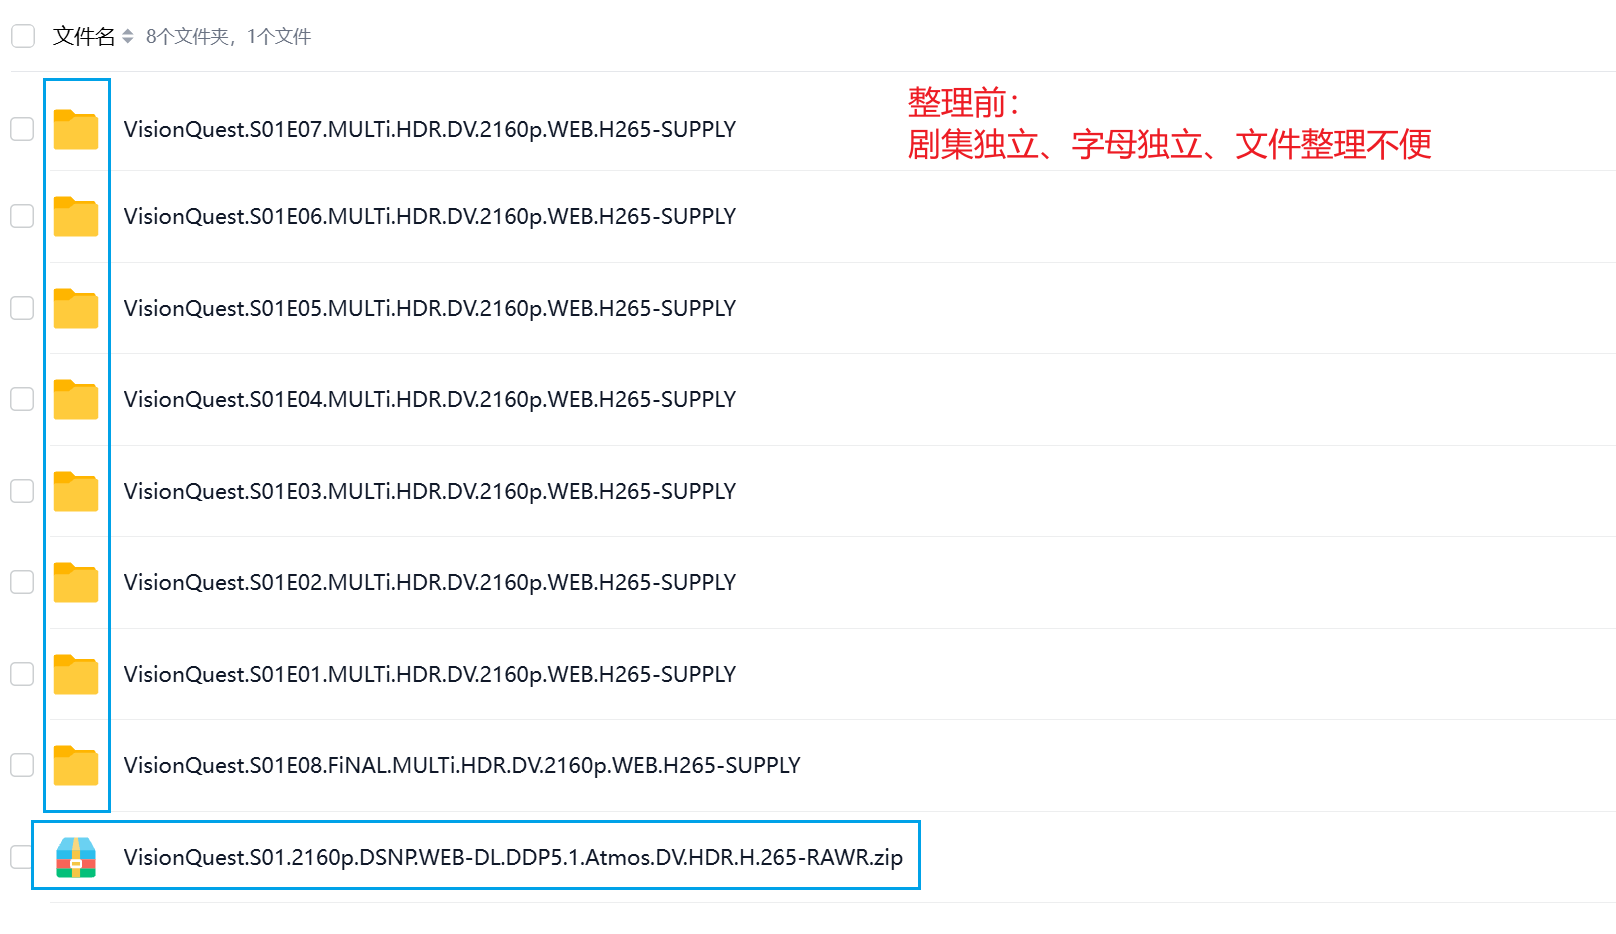 文件名 8个文件夹，1个文件
整理前：
剧集独立、字母独立、文件整理不便
VisionQuest.S01E07.MULTi.HDR.DV.2160p.WEB.H265-SUPPLY
VisionQuest.S01E06.MULTi.HDR.DV.2160p.WEB.H265-SUPPLY
VisionQuest.S01E05.MULTi.HDR.DV.2160p.WEB.H265-SUPPLY
VisionQuest.S01E04.MULTi.HDR.DV.2160p.WEB.H265-SUPPLY
VisionQuest.S01E03.MULTi.HDR.DV.2160p.WEB.H265-SUPPLY
VisionQuest.S01E02.MULTi.HDR.DV.2160p.WEB.H265-SUPPLY
VisionQuest.S01E01.MULTi.HDR.DV.2160p.WEB.H265-SUPPLY
VisionQuest.S01E08.FiNAL.MULTi.HDR.DV.2160p.WEB.H265-SUPPLY
VisionQuest.S01.2160p.DSNP.WEB-DL.DDP5.1.Atmos.DV.HDR.H.265-RAWR.zip